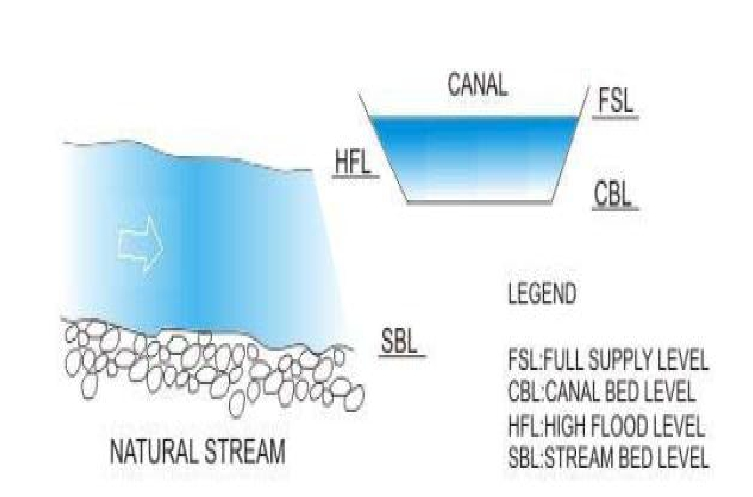 CANAL
FSL
HFL
CBL
LEGEND
SBL
FSL:FULL SUPPLY LEVEL
CBL:CANAL BED LEVEL
HFL:HIGH FLOOD LEVEL
SBL:STREAM BED LEVEL
NATURAL STREAM